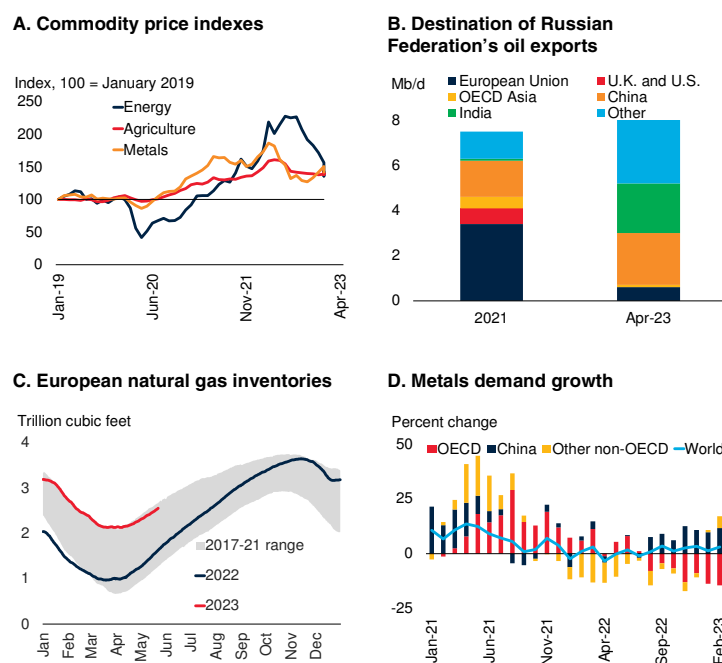 A. Commodity price indexes
Index, 100 = January 2019
250
200
150
100
50
0
Energy
Agriculture
Metals
Jan-19
Jun-20
Nov-21
Apr-23
B. Destination of Russian
Federation's oil exports
Mb/d
European Union
U.K. and U.S.
OECD Asia
China
India
Other
8
6
4
2
0
2021
Apr-23
C. European natural gas inventories
Trillion cubic feet
4
3
2
1
0
2017-21 range
2022
2023
Jan
Feb
Mar
Apr
May
Jun
Jul
Aug
Sep
Oct
Nov
Dec
D. Metals demand growth
Percent change
50
25
0
-25
OECD
China
Other non-OECD
World
Jan-21
Jun-21
Nov-21
Apr-22
Sep-22
Feb-23